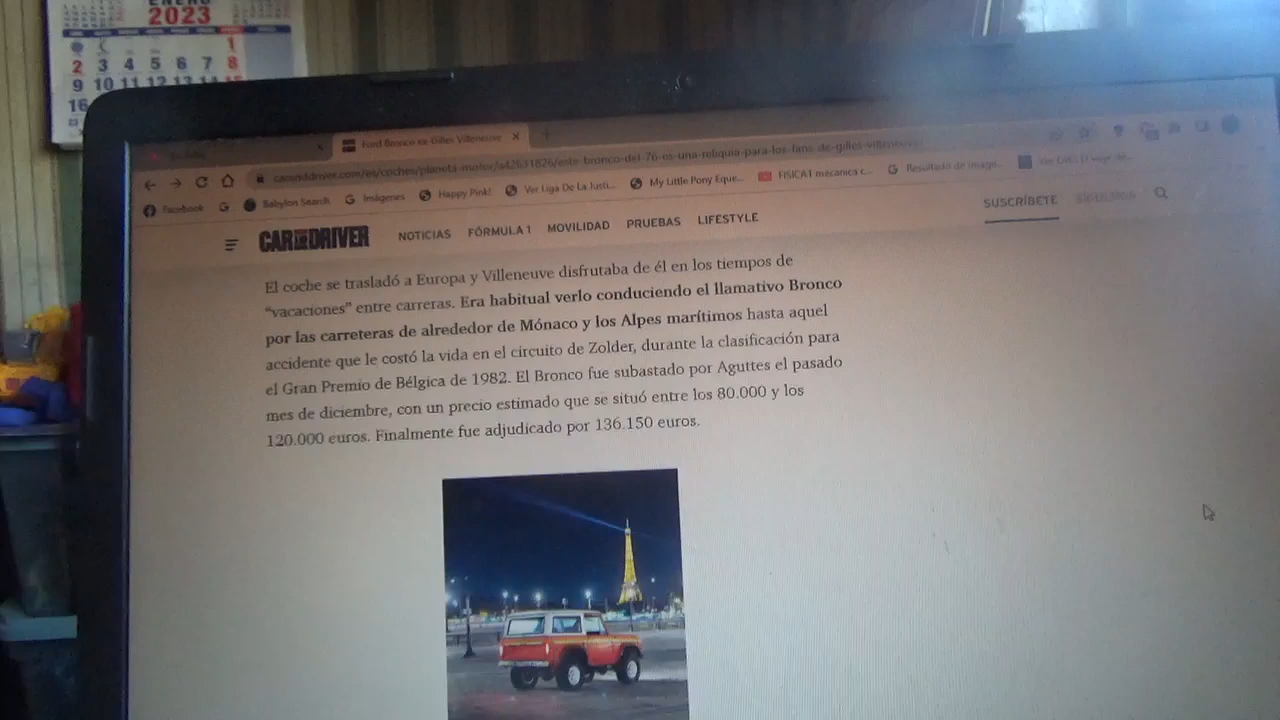 ENERO
2023
1
2 3 4 5 6 7 8
9 10 11 12 13 14 15
16
Ford Bronco ex-Gilles Villeneuve
caranddriver.com/es/coches/planeta-motor/a42631826/este-bronco-del-76-es-una-reliquia-para-los-fans-de-gilles-villeneuve/
Facebook G Babylon Search Imágenes Happy Pink! Ver Liga De La Justi... My Little Pony Eque... FISICA1 mecanica c... Resultado de image...
CAR AND DRIVER NOTICIAS FÓRMULA 1 MOVILIDAD PRUEBAS LIFESTYLE SUSCRÍBETE
El coche se trasladó a Europa y Villeneuve disfrutaba de él en los tiempos de
“vacaciones” entre carreras. Era habitual verlo conduciendo el llamativo Bronco
por las carreteras de alrededor de Mónaco y los Alpes marítimos hasta aquel
accidente que le costó la vida en el circuito de Zolder, durante la clasificación para
el Gran Premio de Bélgica de 1982. El Bronco fue subastado por Aguttes el pasado
mes de diciembre, con un precio estimado que se situó entre los 80.000 y los
120.000 euros. Finalmente fue adjudicado por 136.150 euros.